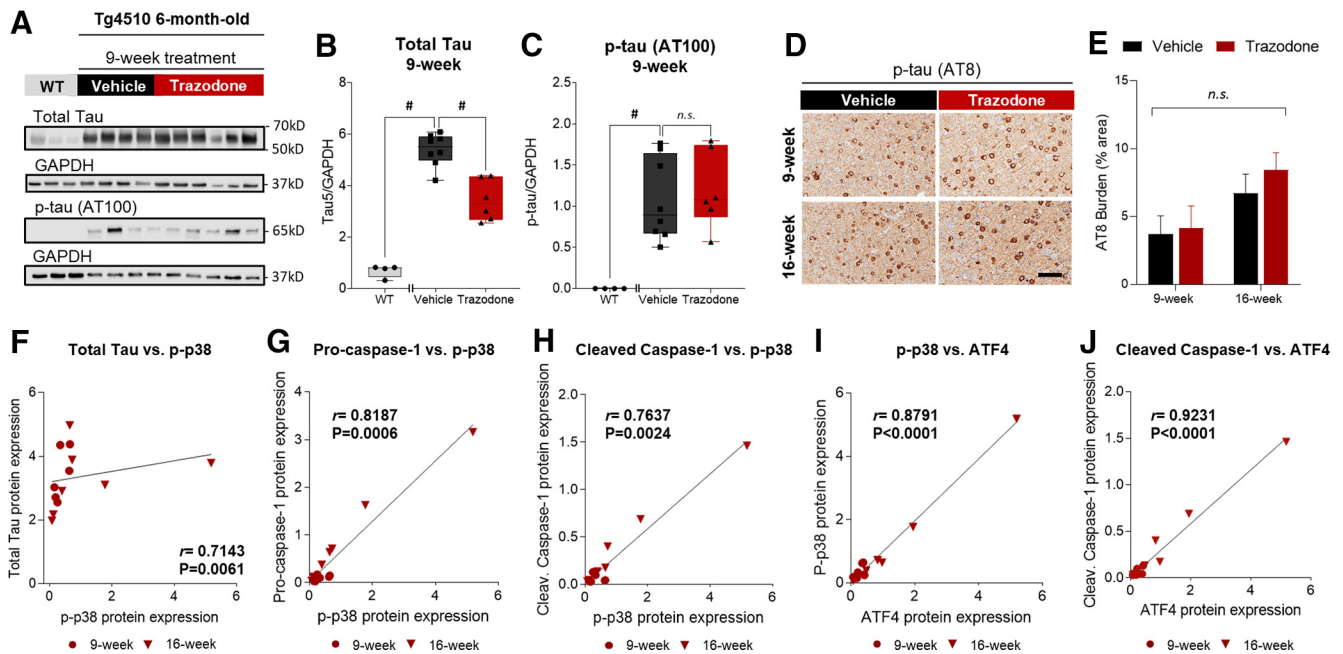 A
Tg4510 6-month-old
9-week treatment
WT Vehicle Trazodone
Total Tau
70kD
50kD
GAPDH
37kD
p-tau (AT100)
65kD
GAPDH
37kD
B
Total Tau
9-week
Tau5/GAPDH
8
6
4
2
0
# #
WT Vehicle Trazodone
C
p-tau (AT100)
9-week
p-tau/GAPDH
2.5
2.0
1.5
1.0
0.5
0.0
# n.s.
WT Vehicle Trazodone
D
p-tau (AT8)
Vehicle Trazodone
9-week
16-week
E
Vehicle Trazodone
AT8 Burden (% area)
15
10
5
0
n.s.
9-week 16-week
F
Total Tau vs. p-p38
Total Tau protein expression
6
4
2
0
r= 0.7143
P=0.0061
0 2 4 6
p-p38 protein expression
9-week 16-week
G
Pro-caspase-1 vs. p-p38
Pro-caspase-1 protein expression
4
3
2
1
0
r= 0.8187
P=0.0006
0 2 4 6
p-p38 protein expression
9-week 16-week
H
Cleaved Caspase-1 vs. p-p38
Cleav. Caspase-1 protein expression
2.0
1.5
1.0
0.5
0.0
r= 0.7637
P=0.0024
0 2 4 6
p-p38 protein expression
9-week 16-week
I
p-p38 vs. ATF4
P-p38 protein expression
6
4
2
0
r= 0.8791
P<0.0001
0 2 4 6
ATF4 protein expression
9-week 16-week
J
Cleaved Caspase-1 vs. ATF4
Cleav. Caspase-1 protein expression
2.0
1.5
1.0
0.5
0.0
r= 0.9231
P<0.0001
0 2 4 6
ATF4 protein expression
9-week 16-week